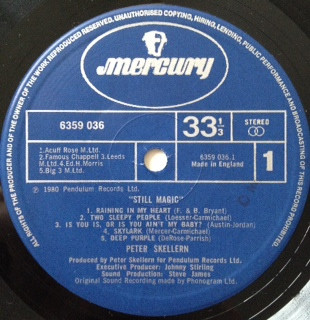 ALL RIGHTS OF THE PRODUCER AND OF THE OWNER OF THE WORK REPRODUCED RESERVED. UNAUTHORISED COPYING, HIRING, LENDING, PUBLIC PERFORMANCE AND BROADCASTING OF THIS RECORD PROHIBITED.
mercury
6359 036
33 1/3
STEREO
1.Acuff Rose M.Ltd.
2.Famous Chappell 3.Leeds
M.Ltd. 4.Ed.H. Morris
5.Big 3 M.Ltd.
6359 036.1
Made in England
1
℗ 1980 Pendulum Records Ltd.
"STILL MAGIC"
1. RAINING IN MY HEART (F. & B. Bryant)
2. TWO SLEEPY PEOPLE (Loessnr-Carmichael)
3. IS YOU IS, OR IS YOU AIN'T MY BABY? (Austin-Jordan)
4. SKYLARK (Mercer-Carmichael)
5. DEEP PURPLE (DeRose-Parrish)
PETER SKELLERN
Produced by Peter Skellern for Pendulum Records Ltd.
Executive Producer: Johnny Stirling
Sound Production: Steve James
Original Sound Recording made by Phonogram Ltd.